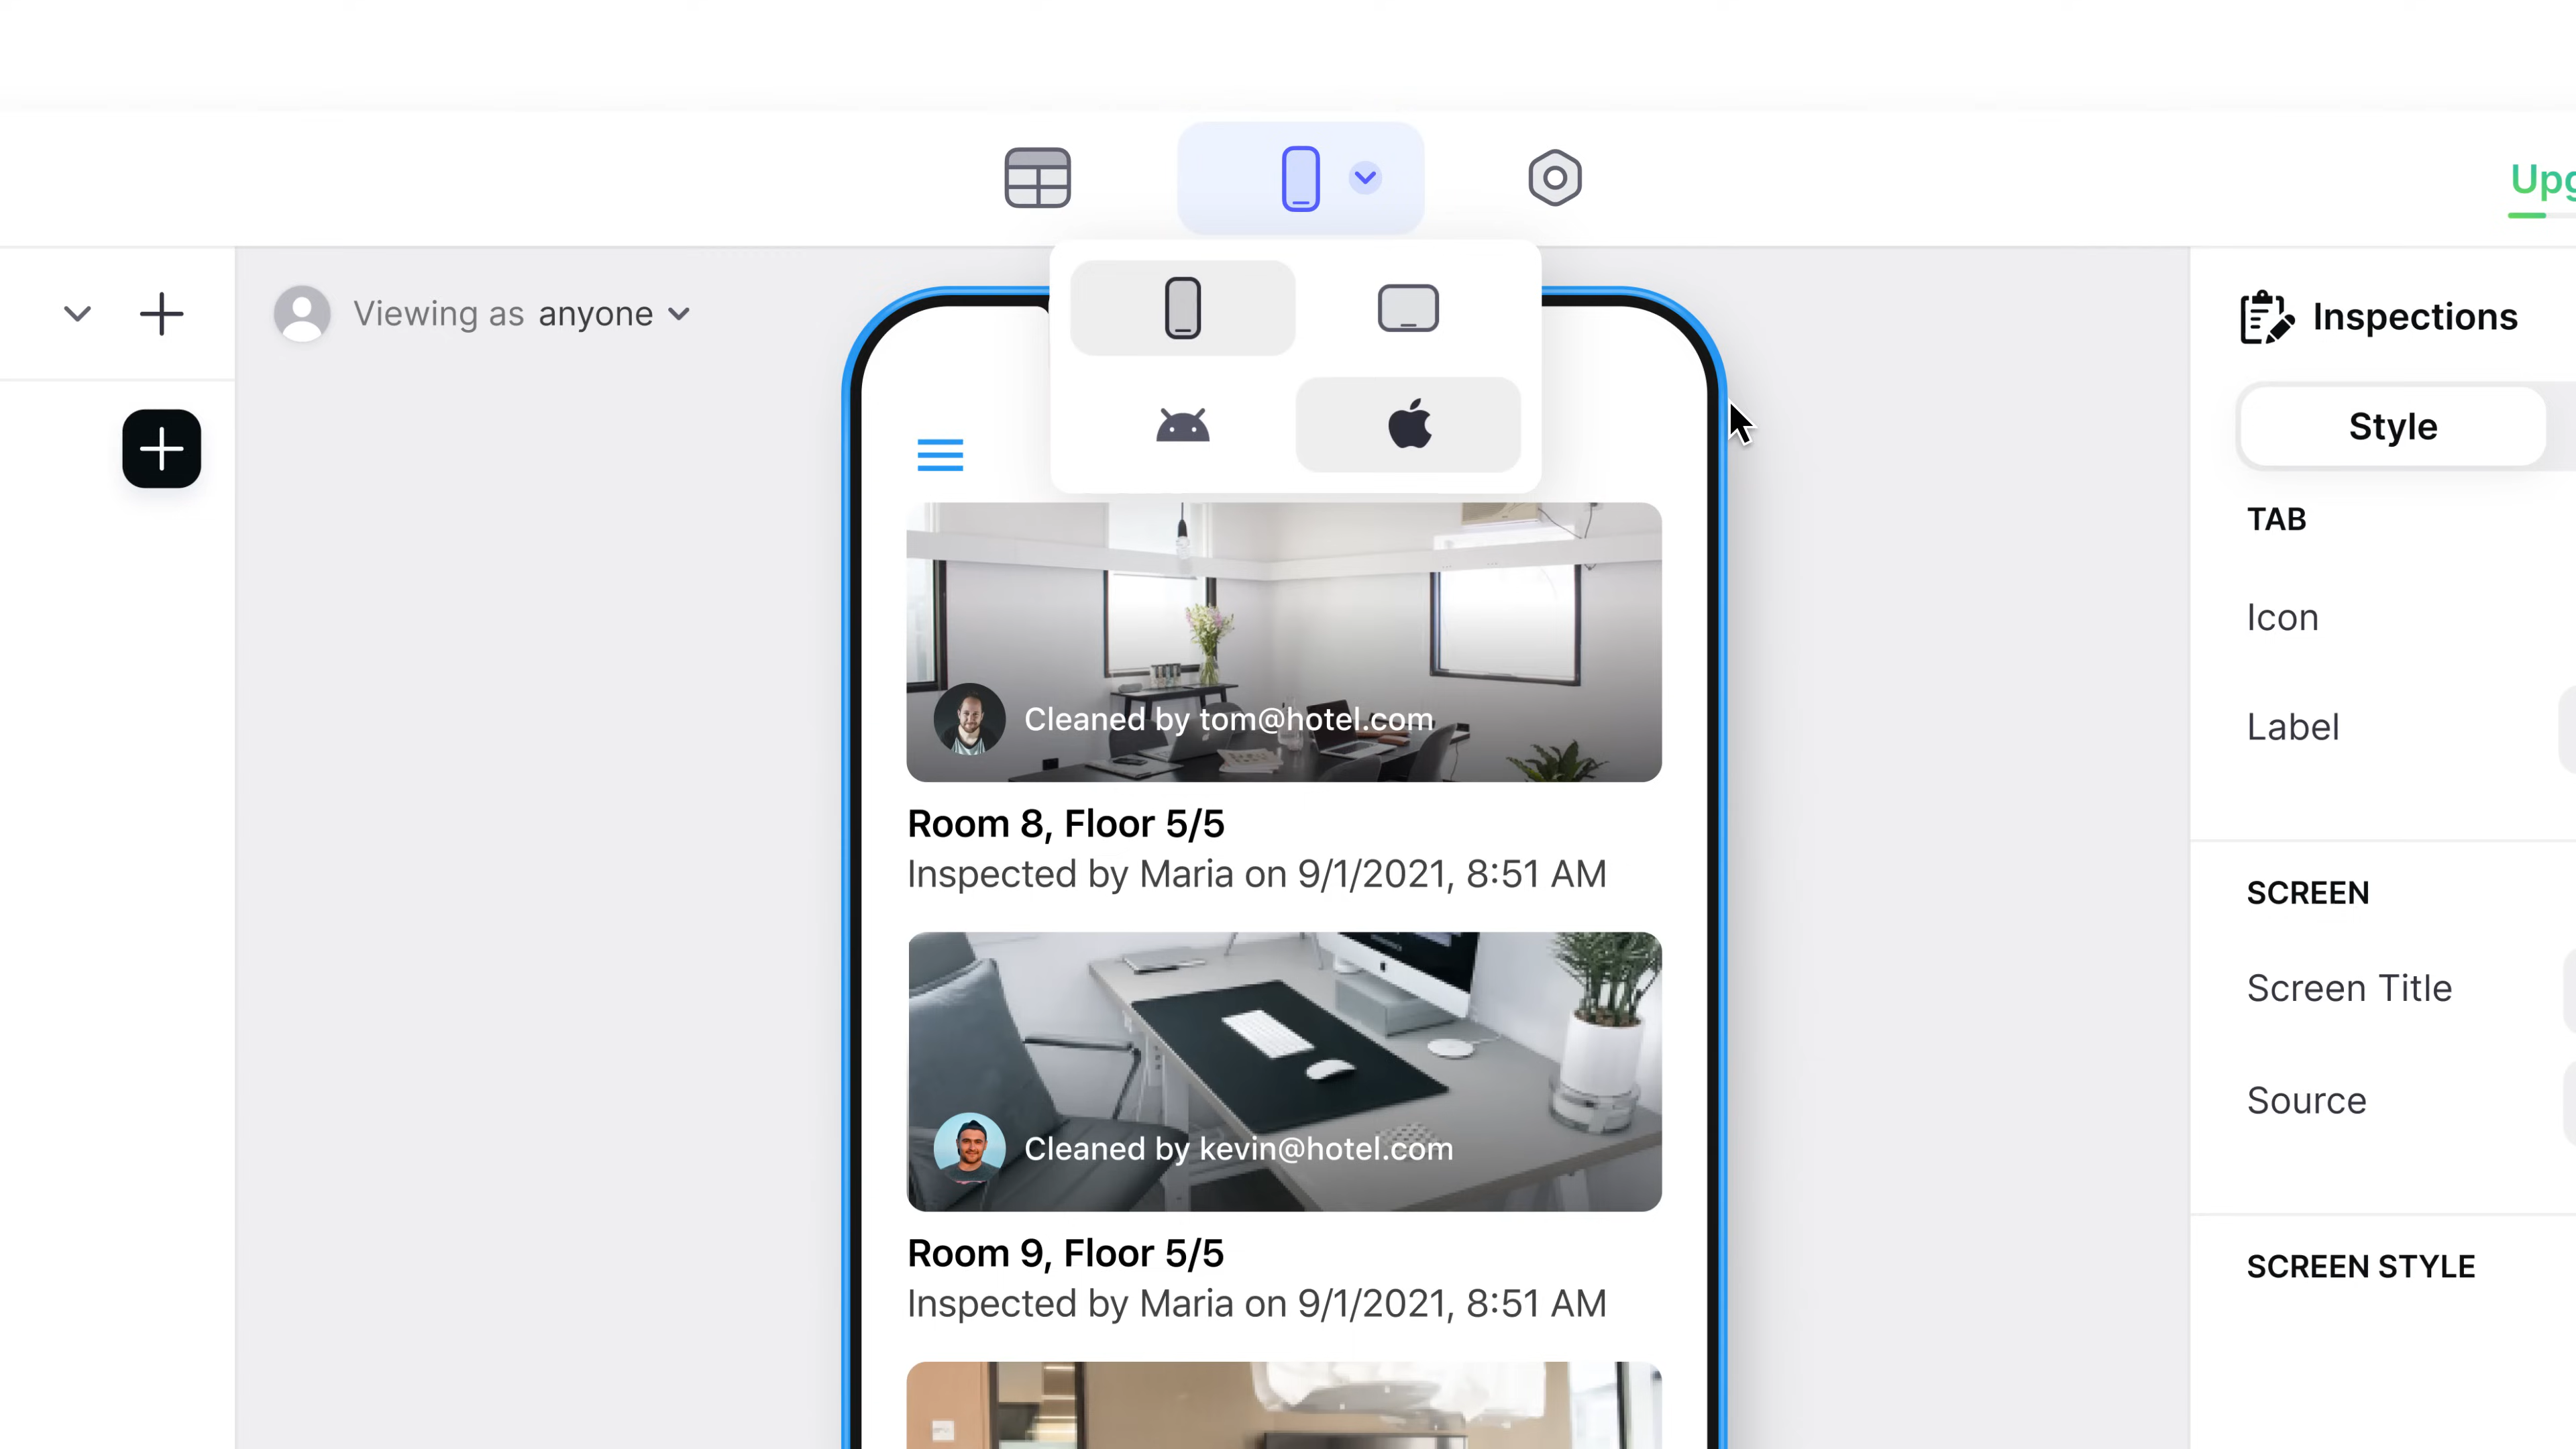 Viewing as anyone
Inspections
Style
TAB
Icon
Label
SCREEN
Screen Title
Source
SCREEN STYLE
Cleaned by tom@hotel.com
Room 8, Floor 5/5
Inspected by Maria on 9/1/2021, 8:51 AM
Cleaned by kevin@hotel.com
Room 9, Floor 5/5
Inspected by Maria on 9/1/2021, 8:51 AM